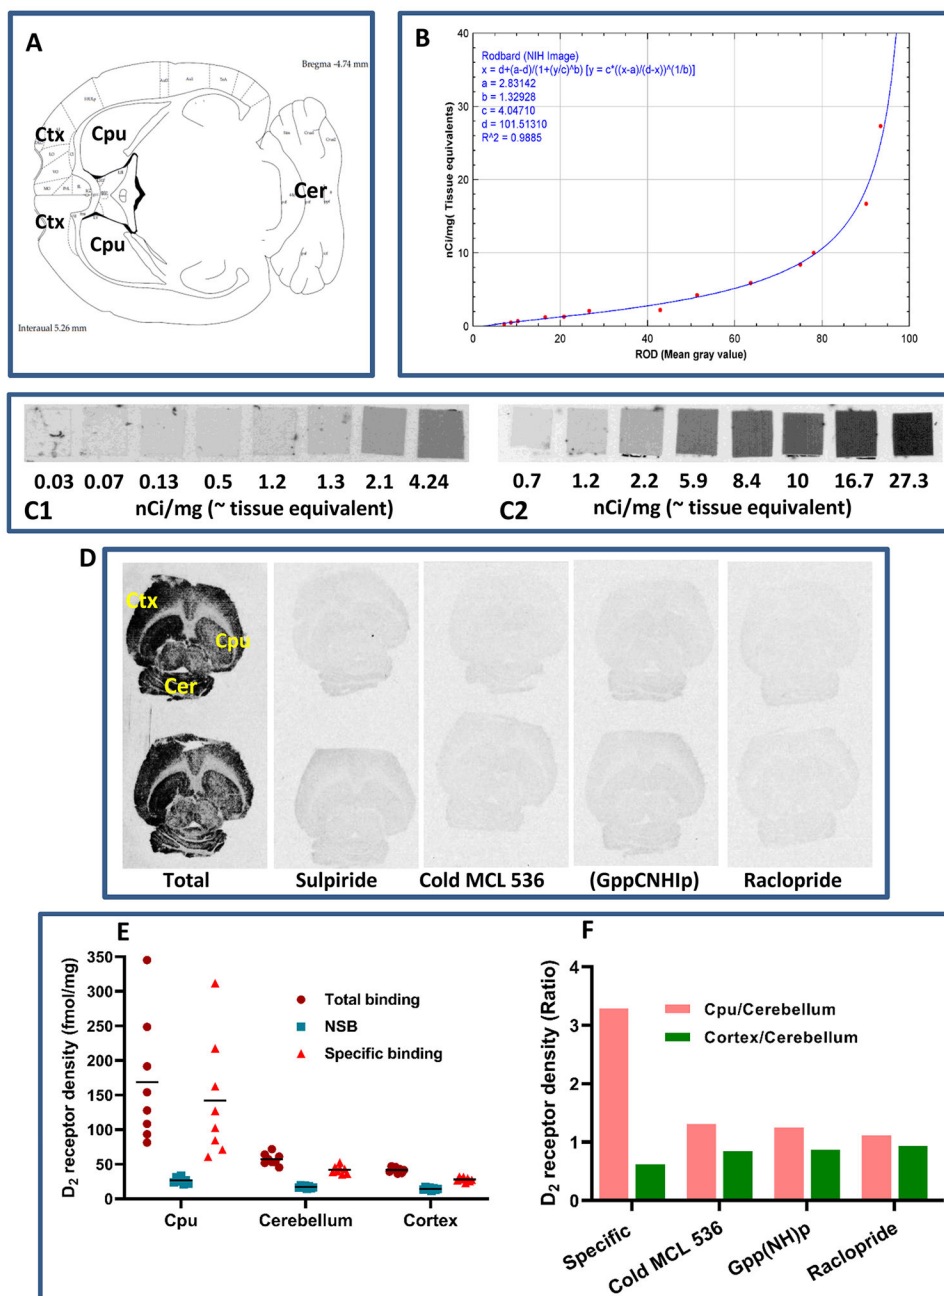 A
Bregma -4.74 mm
Ctx
Cpu
Cer
Ctx
Cpu
Interaual 5.26 mm
B
Rodbard (NIH Image)
x = d+(a-d)/(1+(y/c)^b) [y = c*((x-a)/(d-x))^(1/b)]
a = 2.83142
b = 1.32928
c = 4.04710
d = 101.51310
R^2 = 0.9885
nCi/mg( Tissue equivalents)
40
30
20
10
0
0 20 40 60 80 100
ROD (Mean gray value)
0.03 0.07 0.13 0.5 1.2 1.3 2.1 4.24
C1 nCi/mg (~ tissue equivalent)
0.7 1.2 2.2 5.9 8.4 10 16.7 27.3
C2 nCi/mg (~ tissue equivalent)
D
Ctx
Cpu
Cer
Total Sulpiride Cold MCL 536 (GppCNHIp) Raclopride
E
D2 receptor density (fmol/mg)
350
300
250
200
150
100
50
0
Total binding
NSB
Specific binding
Cpu Cerebellum Cortex
F
D2 receptor density (Ratio)
4
3
2
1
0
Cpu/Cerebellum
Cortex/Cerebellum
Specific
Cold MCL 536
Gpp(NH)p
Raclopride